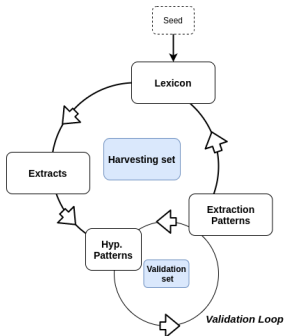 Seed
Lexicon
Harvesting set
Extracts
Extraction
Patterns
Hyp.
Patterns
Validation
set
Validation Loop